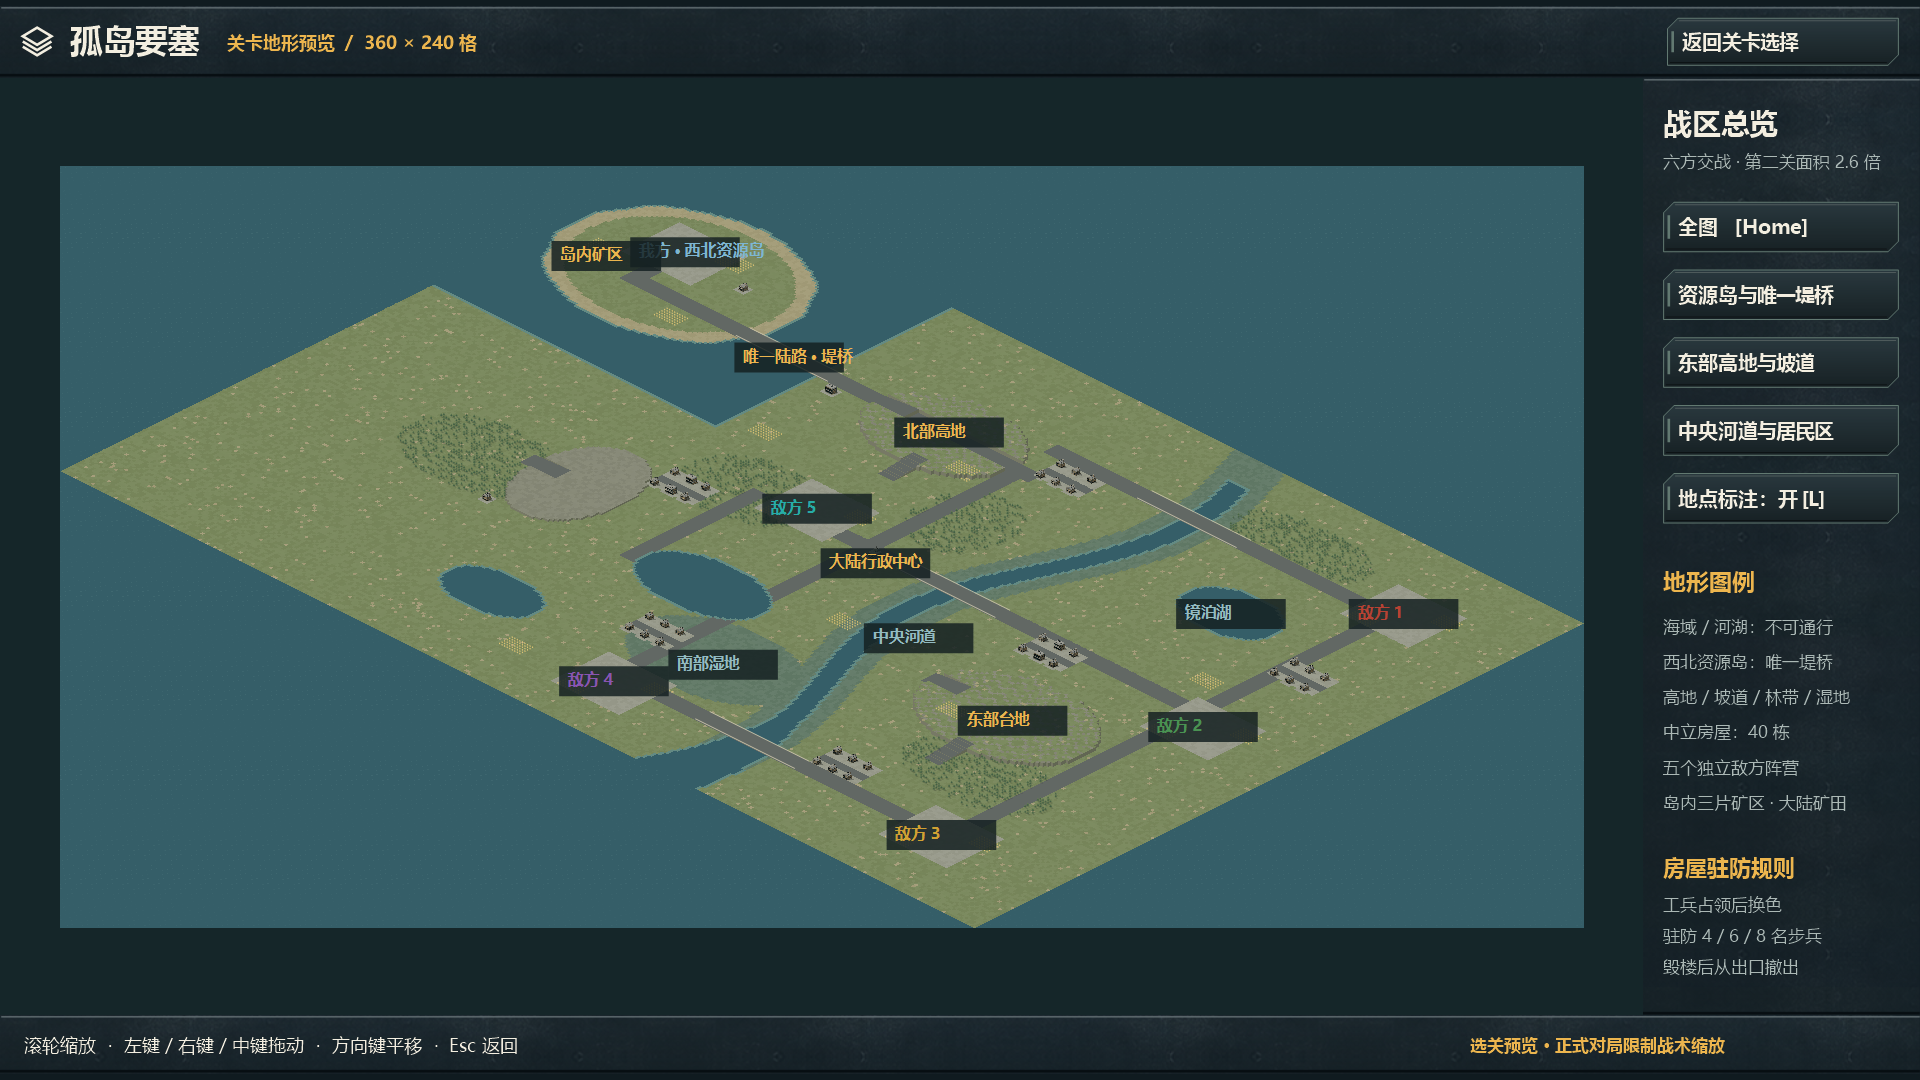 孤岛要塞
关卡地形预览 / 360 × 240 格
返回关卡选择
战区总览
六方交战 · 第二关面积 2.6 倍
全图 [Home]
资源岛与唯一堤桥
东部高地与坡道
中央河道与居民区
地点标注：开 [L]
地形图例
海域 / 河湖：不可通行
西北资源岛：唯一堤桥
高地 / 坡道 / 林带 / 湿地
中立房屋：40 栋
五个独立敌方阵营
岛内三片矿区 · 大陆矿田
房屋驻防规则
工兵占领后换色
驻防 4 / 6 / 8 名步兵
毁楼后从出口撤出
岛内矿区
我方 • 西北资源岛
唯一陆路 • 堤桥
北部高地
敌方 5
大陆行政中心
镜泊湖
敌方 1
中央河道
南部湿地
敌方 4
东部台地
敌方 2
敌方 3
滚轮缩放 · 左键 / 右键 / 中键拖动 · 方向键平移 · Esc 返回
选关预览 • 正式对局限制战术缩放